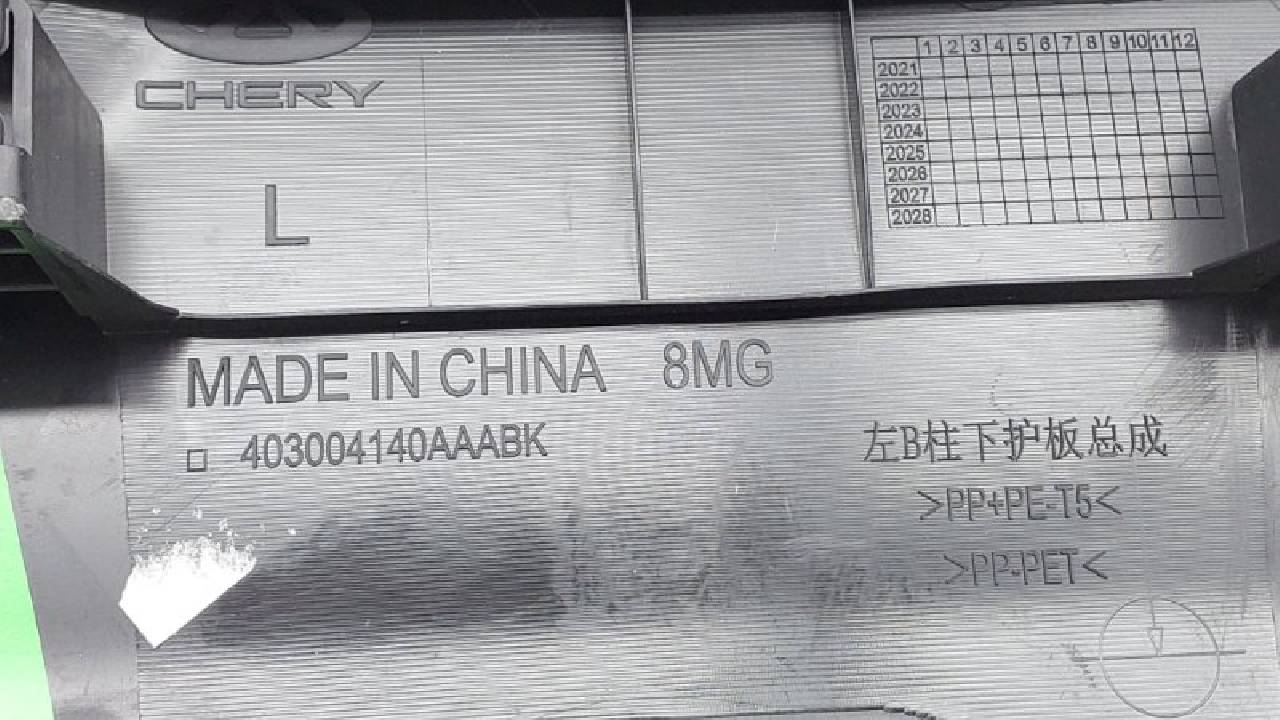 CHERY
L
1 2 3 4 5 6 7 8 9 10 11 12
2021
2022
2023
2024
2025
2026
2027
2028
MADE IN CHINA 8MG
403004140AAABK
左B柱下护板总成
>PP+PE-T5<
>PP-PET<